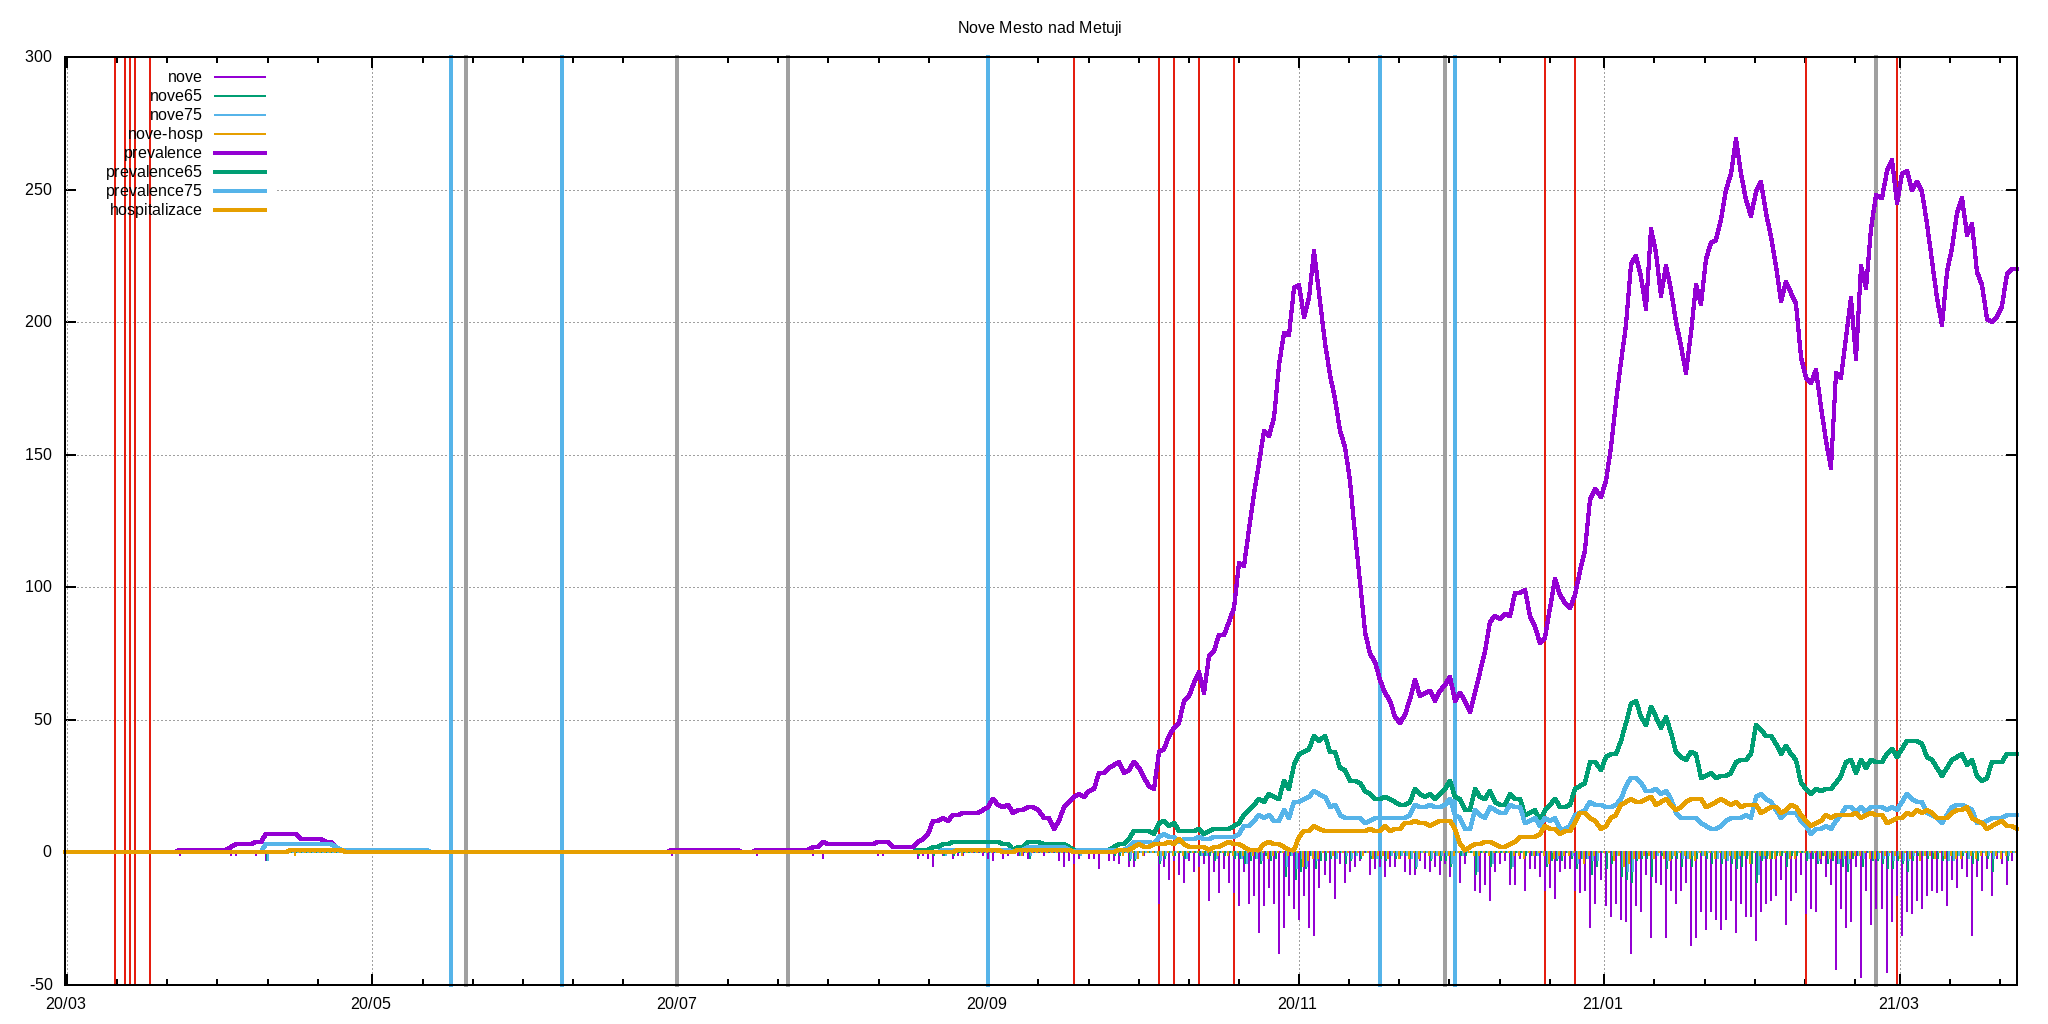 Nove Mesto nad Metuji
300
250
200
150
100
50
0
-50
nove
nove65
nove75
nove-hosp
prevalence
prevalence65
prevalence75
hospitalizace
20/03 20/05 20/07 20/09 20/11 21/01 21/03